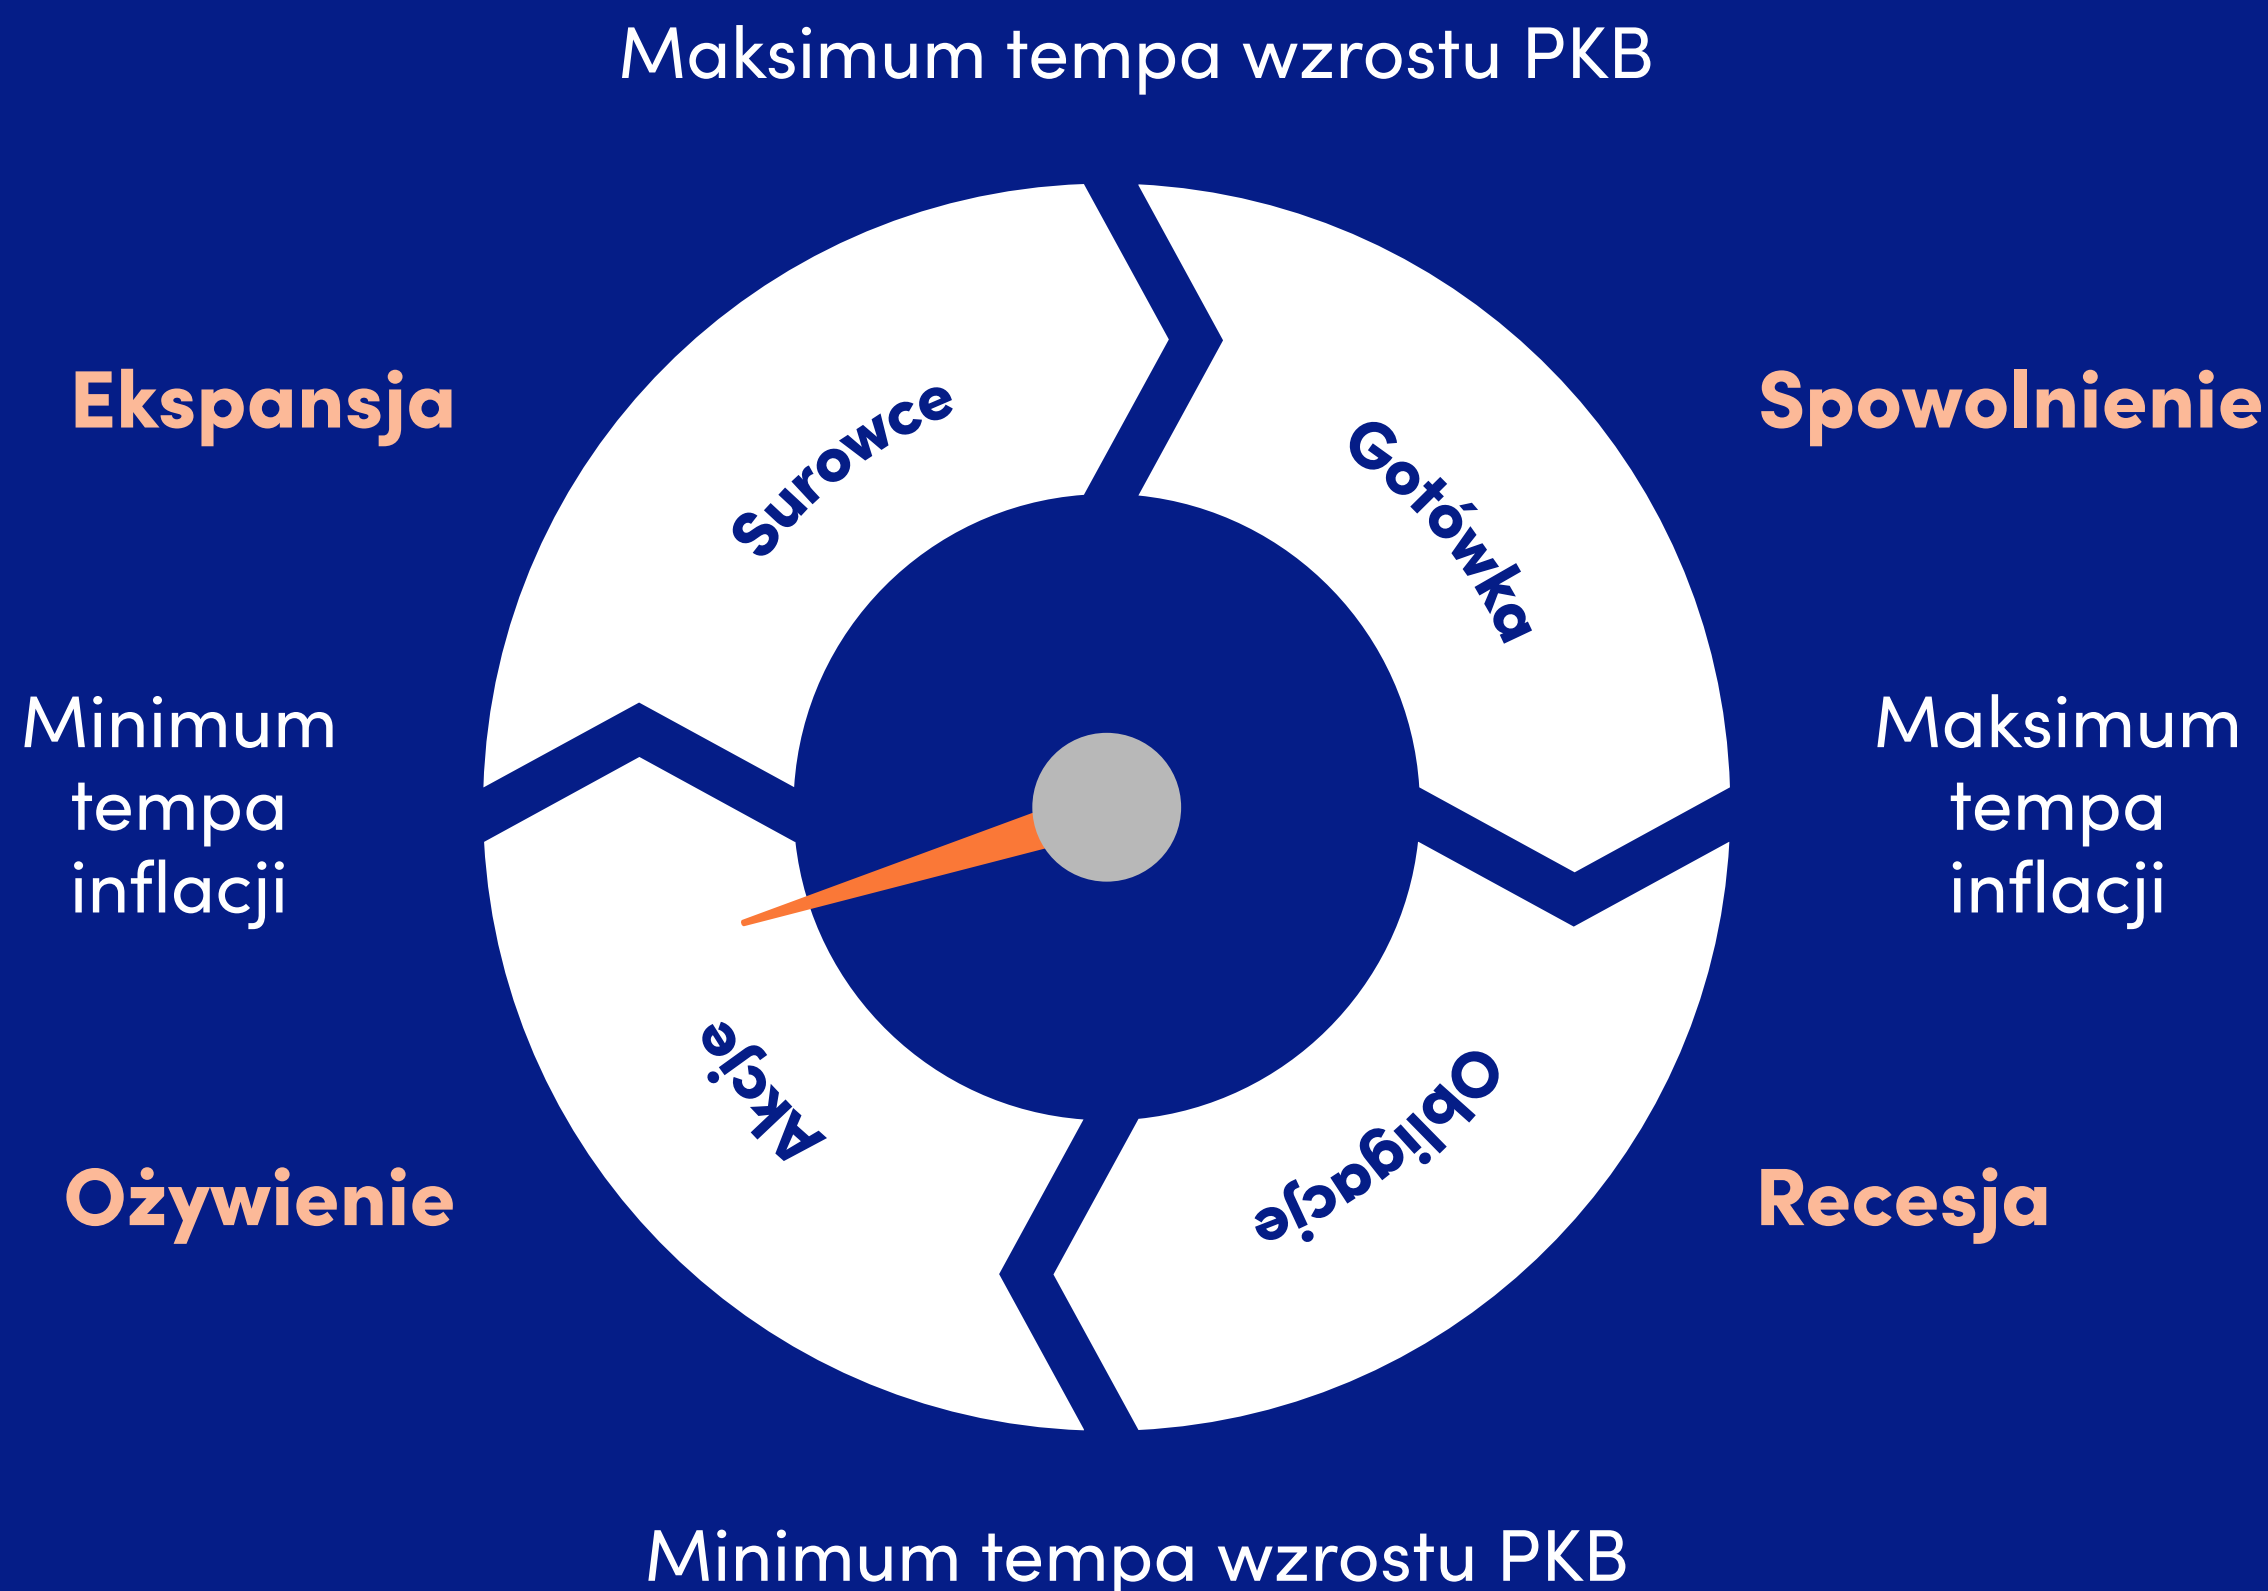 Maksimum tempa wzrostu PKB
Ekspansja
Surowce
Gotówka
Spowolnienie
Minimum
tempa
inflacji
Maksimum
tempa
inflacji
Ożywienie
Akcje
Obligacje
Recesja
Minimum tempa wzrostu PKB